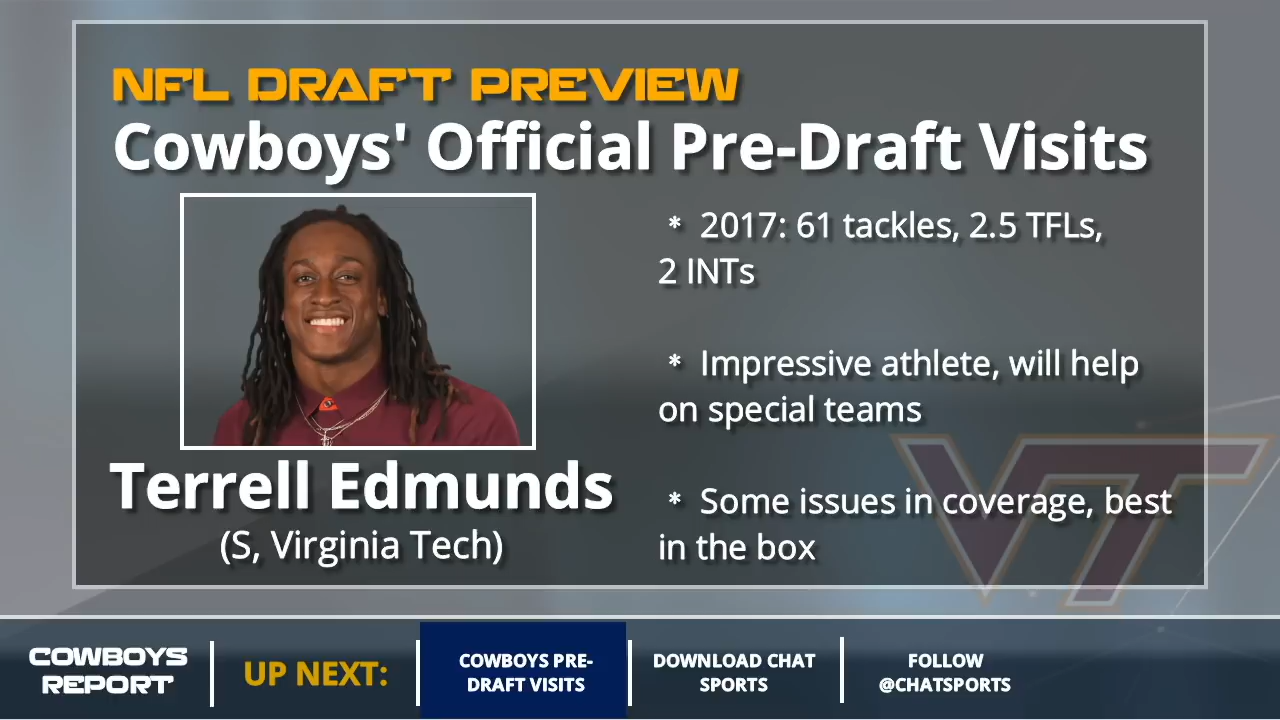 NFL DRAFT PREVIEW
Cowboys' Official Pre-Draft Visits
* 2017: 61 tackles, 2.5 TFLs,
2 INTs
* Impressive athlete, will help
on special teams
* Some issues in coverage, best
in the box
Terrell Edmunds
(S, Virginia Tech)
VT
COWBOYS
REPORT
UP NEXT:
COWBOYS PRE-
DRAFT VISITS
DOWNLOAD CHAT
SPORTS
FOLLOW
@CHATSPORTS